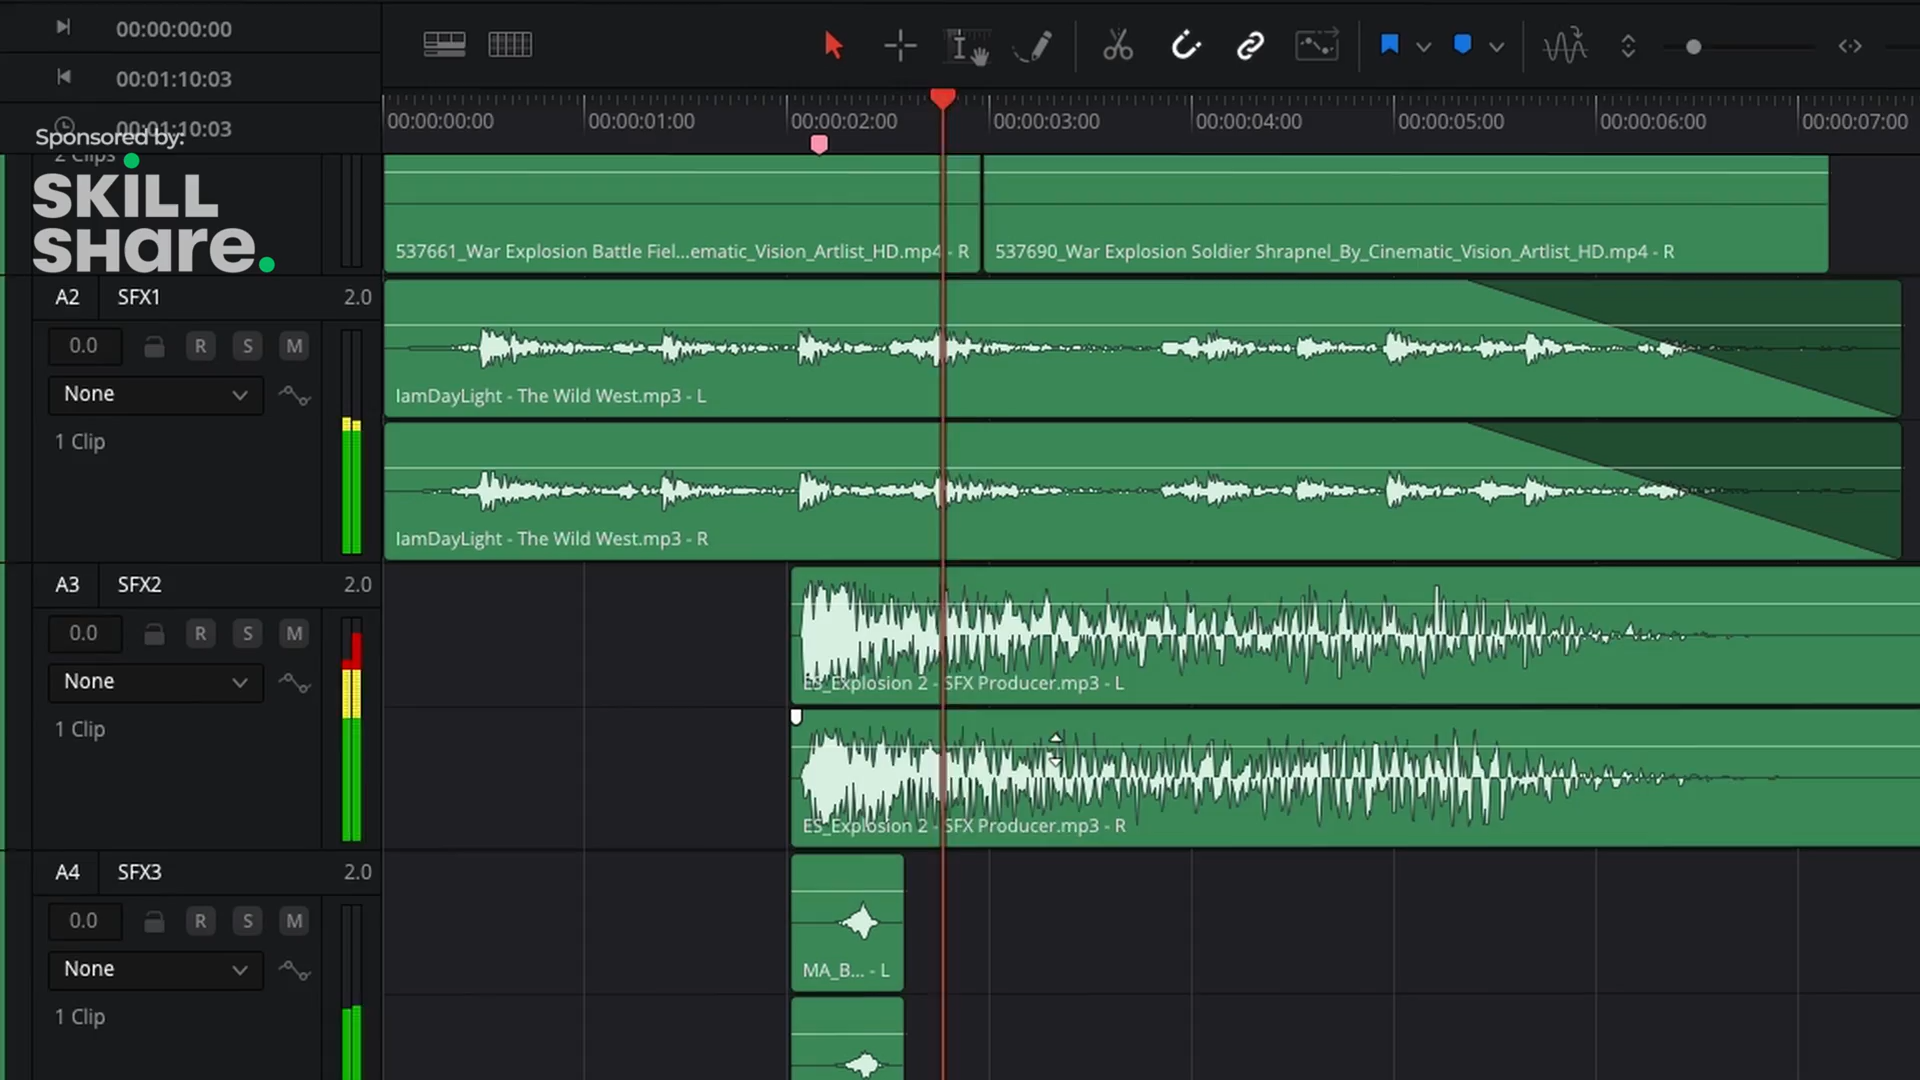 00:00:00:00
00:01:10:03
00:01:10:03
Sponsored by:
SKILL
SHare.
2 Clips
00:00:00:00
00:00:01:00
00:00:02:00
00:00:03:00
00:00:04:00
00:00:05:00
00:00:06:00
00:00:07:00
537661_War Explosion Battle Fiel...ematic_Vision_Artlist_HD.mp4 - R
537690_War Explosion Soldier Shrapnel_By_Cinematic_Vision_Artlist_HD.mp4 - R
A2 SFX1 2.0
0.0 R S M
None
1 Clip
IamDayLight - The Wild West.mp3 - L
IamDayLight - The Wild West.mp3 - R
A3 SFX2 2.0
0.0 R S M
None
1 Clip
ES_Explosion 2 - SFX Producer.mp3 - L
ES_Explosion 2 - SFX Producer.mp3 - R
A4 SFX3 2.0
0.0 R S M
None
1 Clip
MA_B... - L